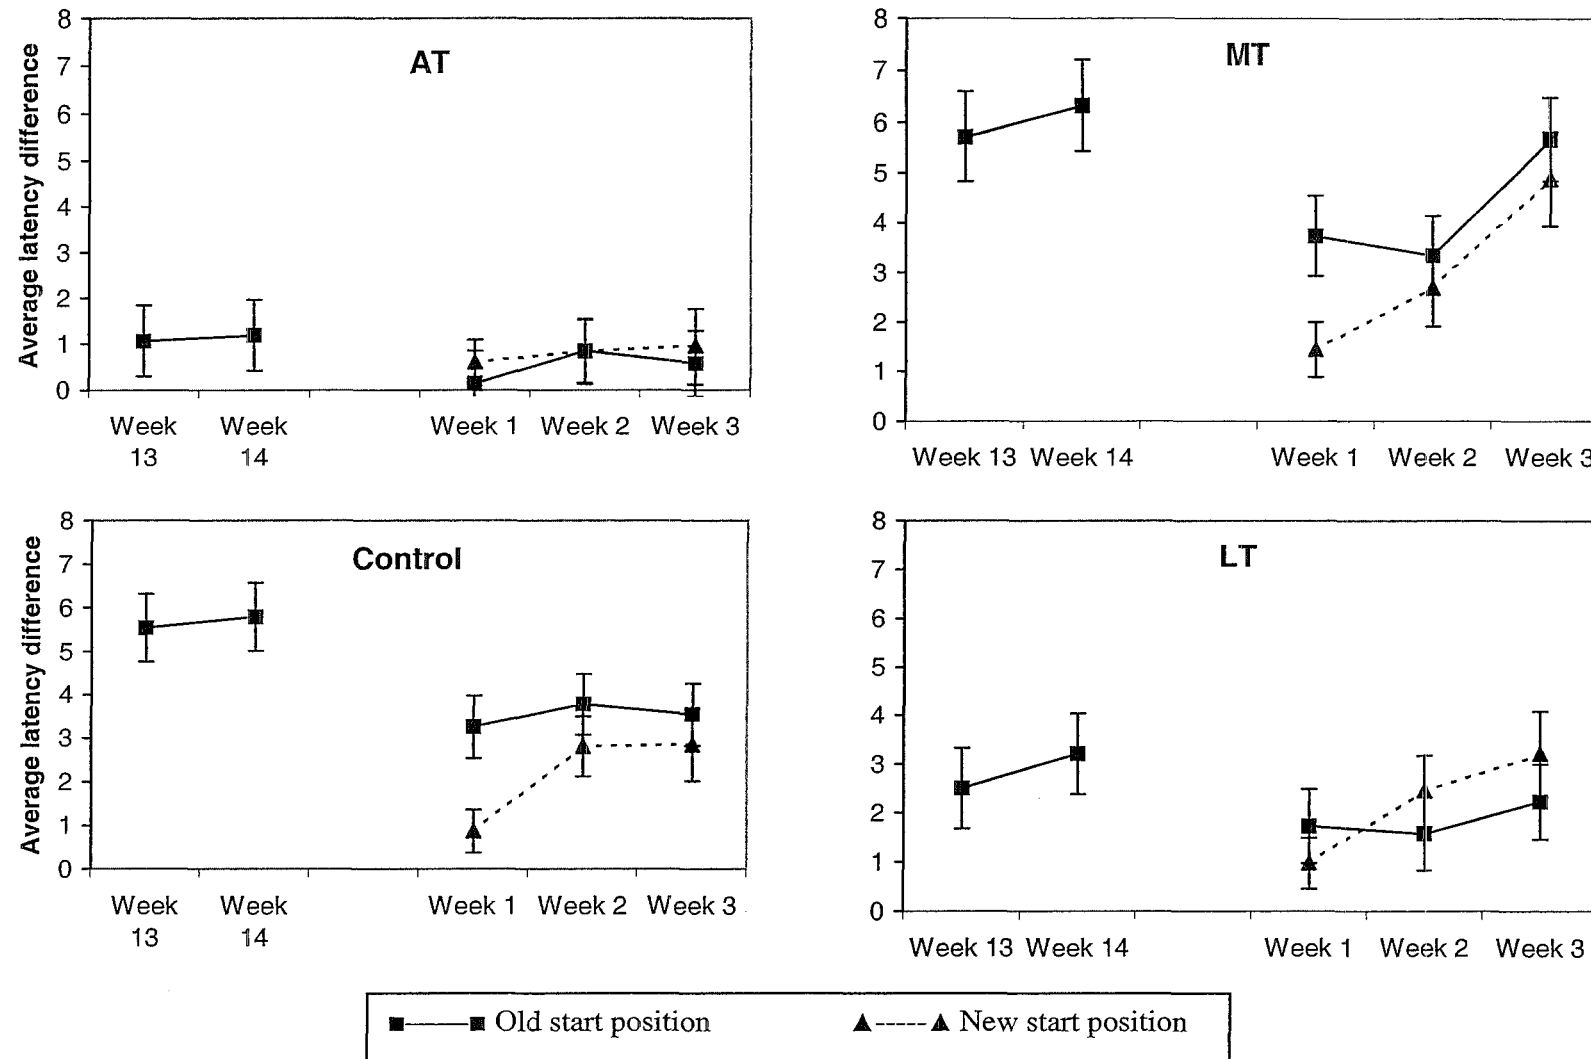 AT
Average latency difference
8
7
6
5
4
3
2
1
0
Week 13
Week 14
Week 1
Week 2
Week 3
MT
8
7
6
5
4
3
2
1
0
Week 13
Week 14
Week 1
Week 2
Week 3
Control
Average latency difference
8
7
6
5
4
3
2
1
0
Week 13
Week 14
Week 1
Week 2
Week 3
LT
8
7
6
5
4
3
2
1
0
Week 13
Week 14
Week 1
Week 2
Week 3
Old start position
New start position